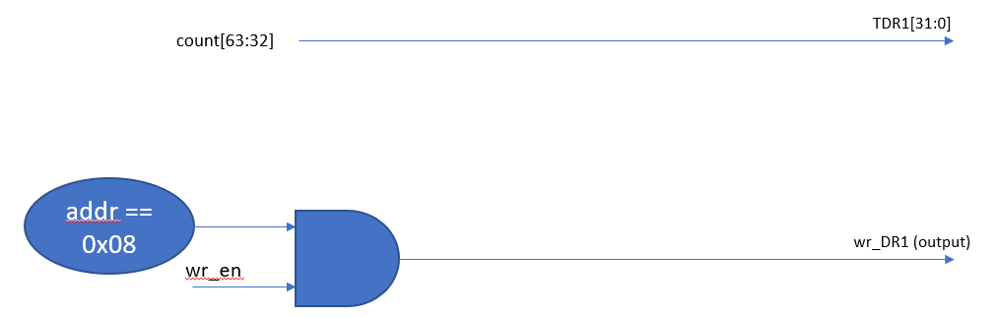 TDR1[31:0]
count[63:32]
addr ==
0x08
wr_DR1 (output)
wr_en